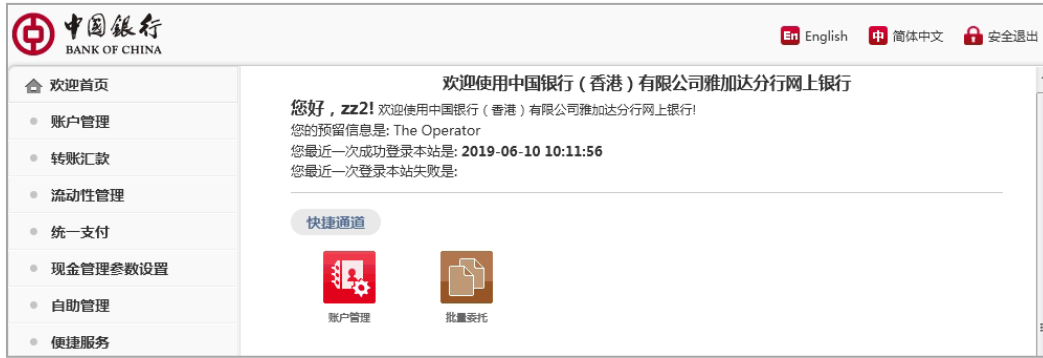 中国银行
BANK OF CHINA
En English 中 简体中文 安全退出
欢迎首页
账户管理
转账汇款
流动性管理
统一支付
现金管理参数设置
自助管理
便捷服务
欢迎使用中国银行（香港）有限公司雅加达分行网上银行
您好，zz2! 欢迎使用中国银行（香港）有限公司雅加达分行网上银行!
您的预留信息是: The Operator
您最近一次成功登录本站是: 2019-06-10 10:11:56
您最近一次登录本站失败是:
快捷通道
账户管理 批量委托